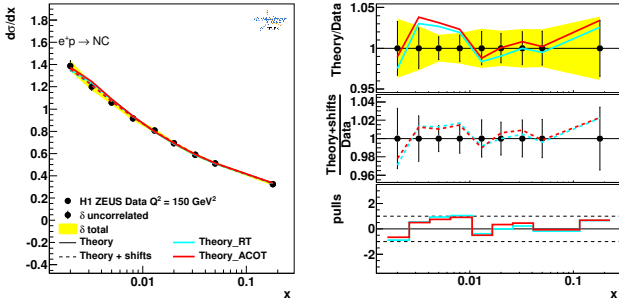 dσ/dx
1.8
1.6
1.4
1.2
1
0.8
0.6
0.4
0.2
0
-0.2
-0.4
e⁺p → NC
H1 ZEUS Data Q² = 150 GeV²
δ uncorrelated
δ total
Theory
Theory + shifts
Theory_RT
Theory_ACOT
0.01
0.1
x
Theory/Data
1.05
1
0.95
Theory+shifts
Data
1.04
1.02
1
0.98
0.96
pulls
2
0
-2
0.01
0.1
x